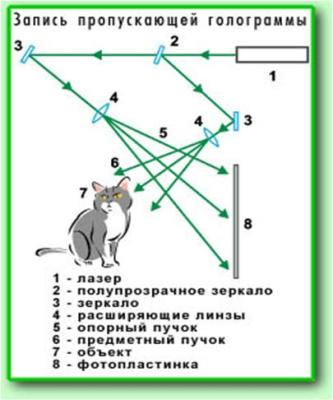 Запись пропускающей голограммы
3
2
1
4
4
3
5
6
7
8
1 - лазер
2 - полупрозрачное зеркало
3 - зеркало
4 - расширяющие линзы
5 - опорный пучок
6 - предметный пучок
7 - объект
8 - фотопластинка